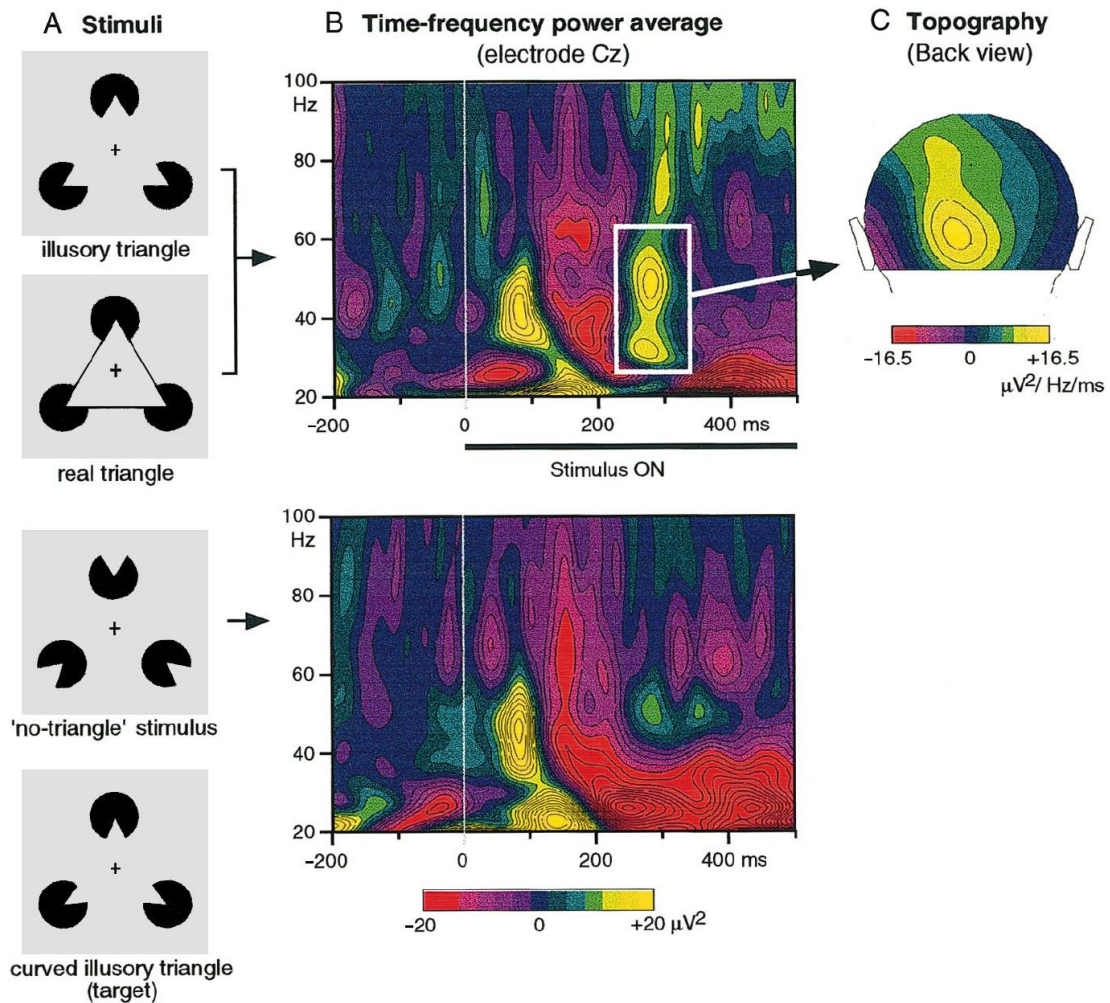 A Stimuli
illusory triangle
real triangle
'no-triangle' stimulus
curved illusory triangle
(target)
B Time-frequency power average
(electrode Cz)
100
Hz
80
60
40
20
-200 0 200 400 ms
Stimulus ON
100
Hz
80
60
40
20
-200 0 200 400 ms
-20 0 +20 µV²
C Topography
(Back view)
-16.5 0 +16.5
µV²/ Hz/ms